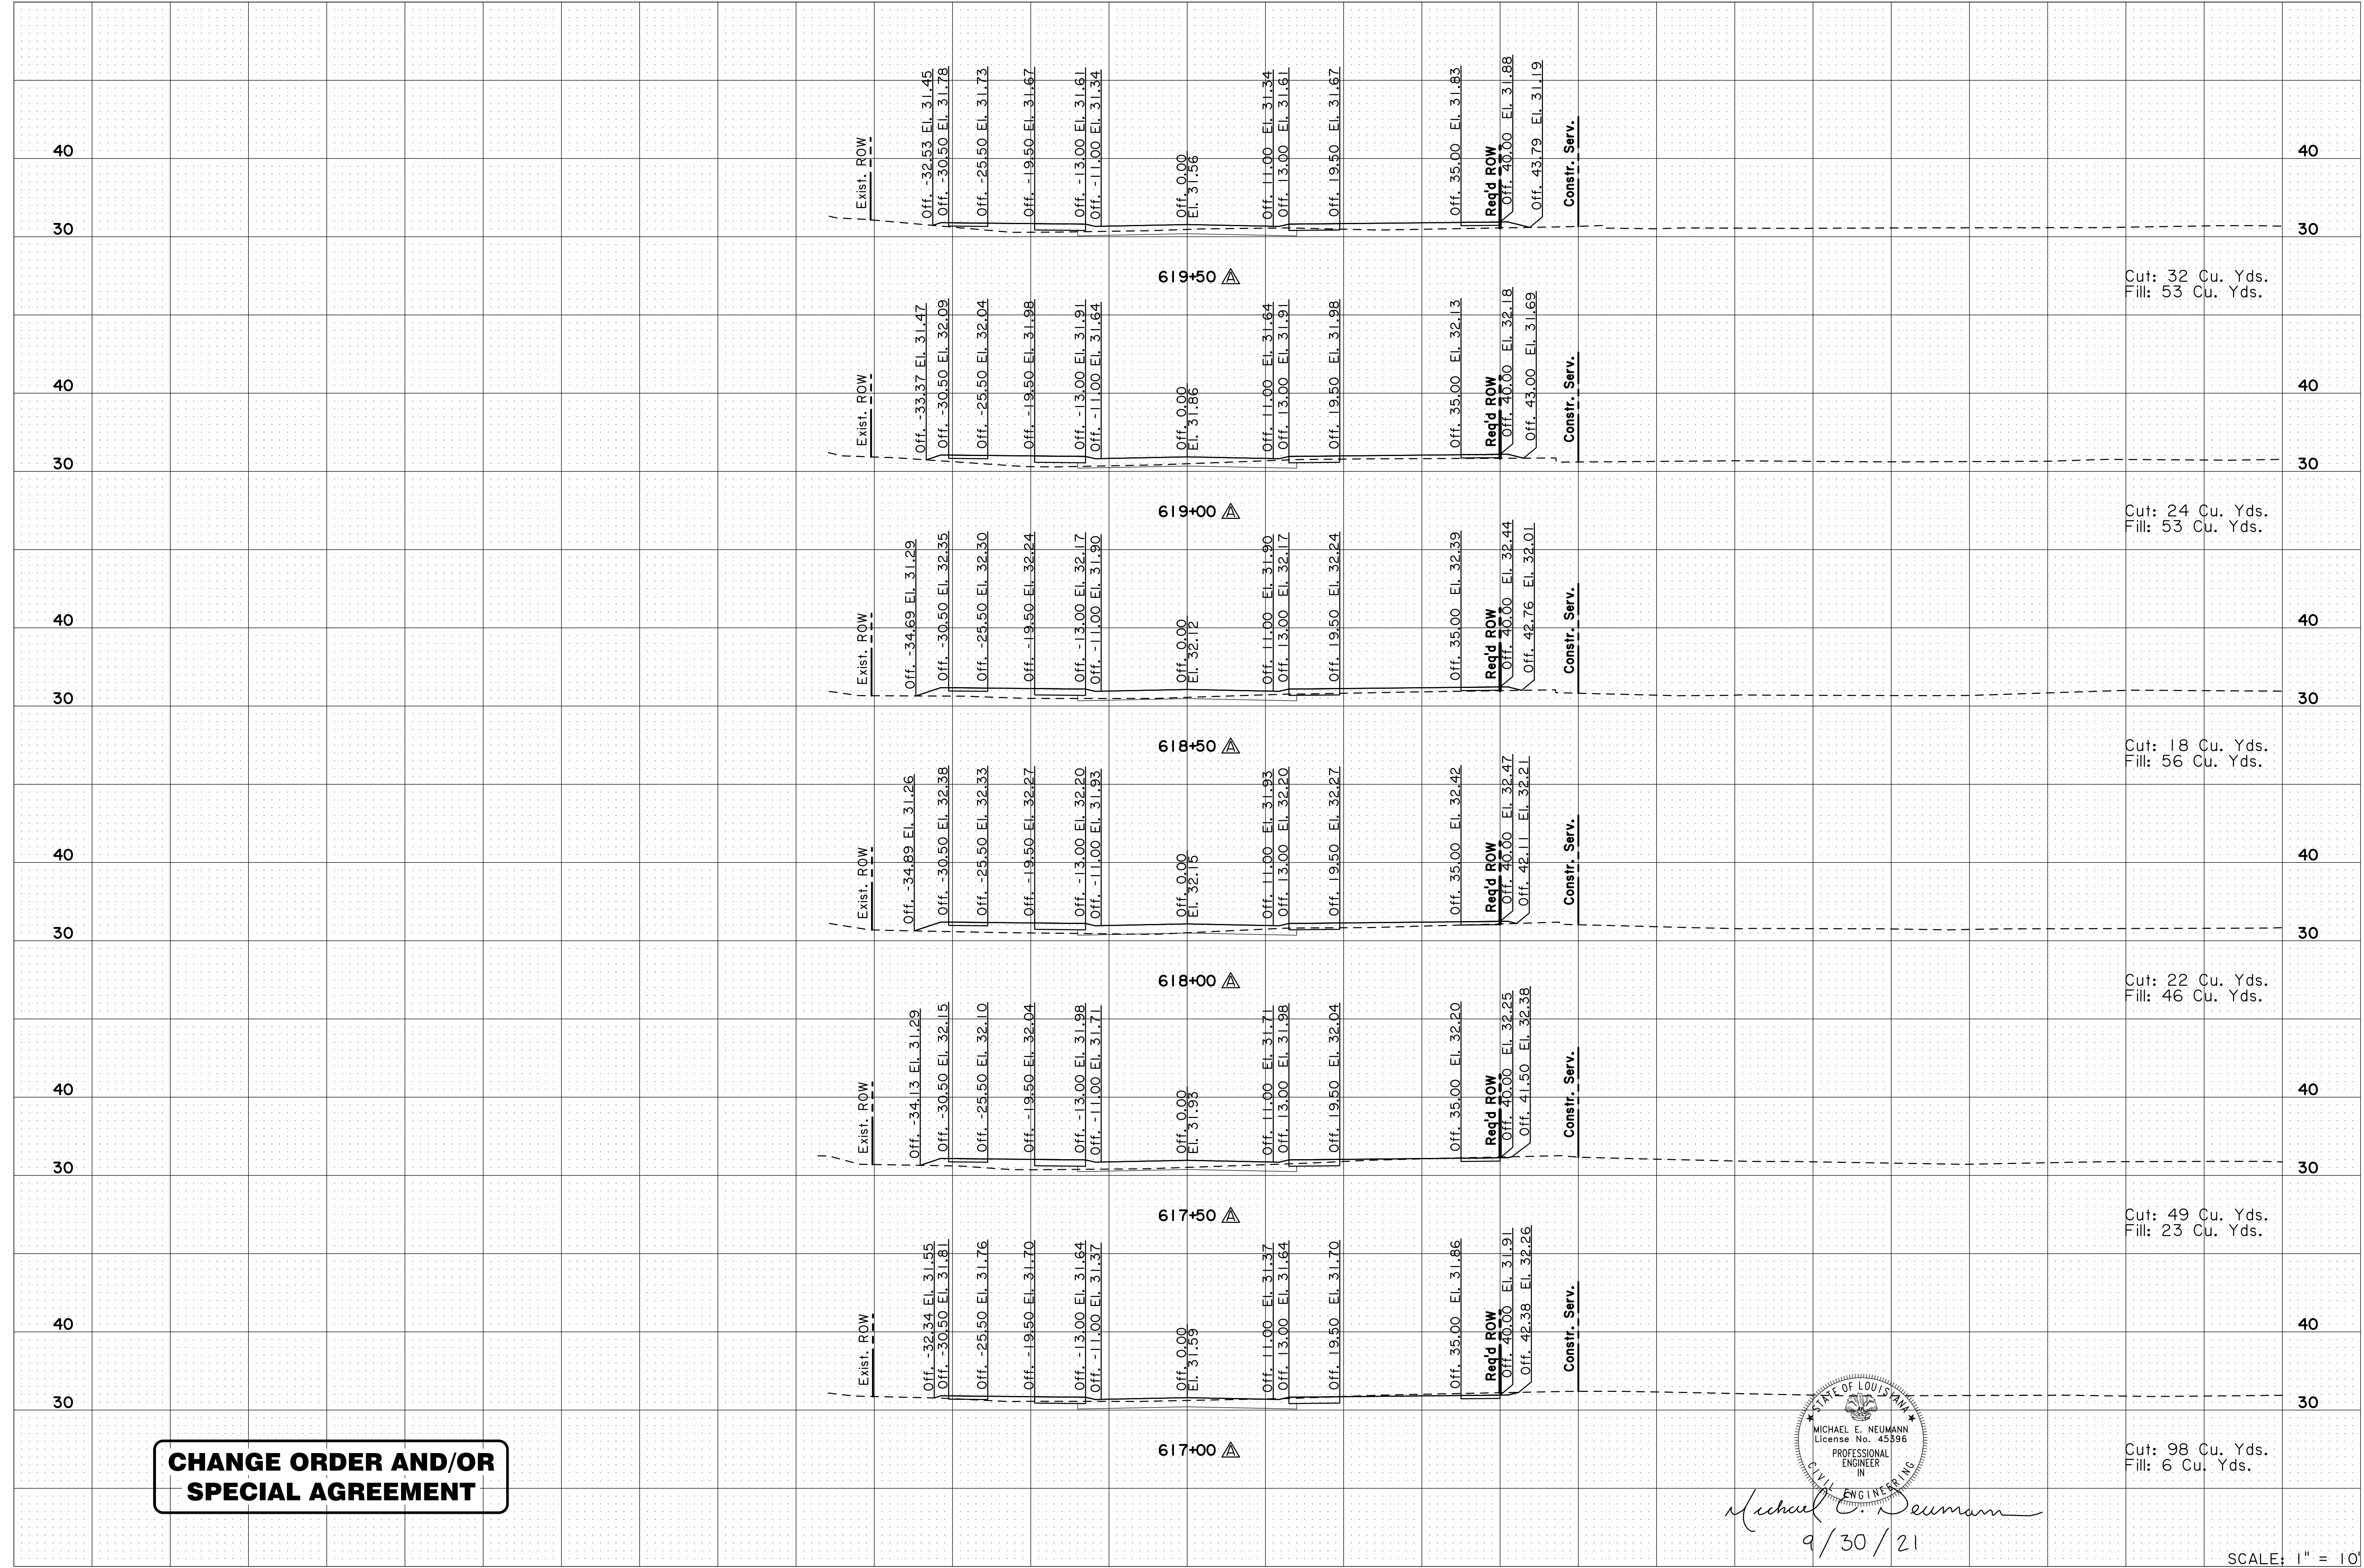 Exist. ROW
Off. -32.53 El. 31.45
Off. -30.50 El. 31.78
Off. -25.50 El. 31.73
Off. -19.50 El. 31.67
Off. -13.00 El. 31.61
Off. -11.00 El. 31.34
Off. 0.00
El. 31.56
Off. 11.00 El. 31.34
Off. 13.00 El. 31.61
Off. 19.50 El. 31.67
Off. 35.00 El. 31.83
Req'd ROW
Off. 40.00 El. 31.88
Off. 43.79 El. 31.19
Constr. Serv.
40
40
30
30
619+50 A
Cut: 32 Cu. Yds.
Fill: 53 Cu. Yds.
Exist. ROW
Off. -33.37 El. 31.47
Off. -30.50 El. 32.09
Off. -25.50 El. 32.04
Off. -19.50 El. 31.98
Off. -13.00 El. 31.91
Off. -11.00 El. 31.64
Off. 0.00
El. 31.86
Off. 11.00 El. 31.64
Off. 13.00 El. 31.91
Off. 19.50 El. 31.98
Off. 35.00 El. 32.13
Req'd ROW
Off. 40.00 El. 32.18
Off. 43.00 El. 31.69
Constr. Serv.
40
40
30
30
619+00 A
Cut: 24 Cu. Yds.
Fill: 53 Cu. Yds.
Exist. ROW
Off. -34.69 El. 31.29
Off. -30.50 El. 32.35
Off. -25.50 El. 32.30
Off. -19.50 El. 32.24
Off. -13.00 El. 32.17
Off. -11.00 El. 31.90
Off. 0.00
El. 32.12
Off. 11.00 El. 31.90
Off. 13.00 El. 32.17
Off. 19.50 El. 32.24
Off. 35.00 El. 32.39
Req'd ROW
Off. 40.00 El. 32.44
Off. 42.76 El. 32.01
Constr. Serv.
40
40
30
30
618+50 A
Cut: 18 Cu. Yds.
Fill: 56 Cu. Yds.
Exist. ROW
Off. -34.89 El. 31.26
Off. -30.50 El. 32.38
Off. -25.50 El. 32.33
Off. -19.50 El. 32.27
Off. -13.00 El. 32.20
Off. -11.00 El. 31.93
Off. 0.00
El. 32.15
Off. 11.00 El. 31.93
Off. 13.00 El. 32.20
Off. 19.50 El. 32.27
Off. 35.00 El. 32.42
Req'd ROW
Off. 40.00 El. 32.47
Off. 42.11 El. 32.21
Constr. Serv.
40
40
30
30
618+00 A
Cut: 22 Cu. Yds.
Fill: 46 Cu. Yds.
Exist. ROW
Off. -34.13 El. 31.29
Off. -30.50 El. 32.15
Off. -25.50 El. 32.10
Off. -19.50 El. 32.04
Off. -13.00 El. 31.98
Off. -11.00 El. 31.71
Off. 0.00
El. 31.93
Off. 11.00 El. 31.71
Off. 13.00 El. 31.98
Off. 19.50 El. 32.04
Off. 35.00 El. 32.20
Req'd ROW
Off. 40.00 El. 32.25
Off. 41.50 El. 32.38
Constr. Serv.
40
40
30
30
617+50 A
Cut: 49 Cu. Yds.
Fill: 23 Cu. Yds.
Exist. ROW
Off. -32.34 El. 31.55
Off. -30.50 El. 31.81
Off. -25.50 El. 31.76
Off. -19.50 El. 31.70
Off. -13.00 El. 31.64
Off. -11.00 El. 31.37
Off. 0.00
El. 31.59
Off. 11.00 El. 31.37
Off. 13.00 El. 31.64
Off. 19.50 El. 31.70
Off. 35.00 El. 31.86
Req'd ROW
Off. 40.00 El. 31.91
Off. 42.38 El. 32.26
Constr. Serv.
40
40
30
30
617+00 A
Cut: 98 Cu. Yds.
Fill: 6 Cu. Yds.
CHANGE ORDER AND/OR
SPECIAL AGREEMENT
STATE OF LOUISIANA
MICHAEL E. NEUMANN
License No. 45396
PROFESSIONAL
ENGINEER
IN
CIVIL ENGINEERING
Michael E. Neumann
9/30/21
SCALE: 1" = 10'